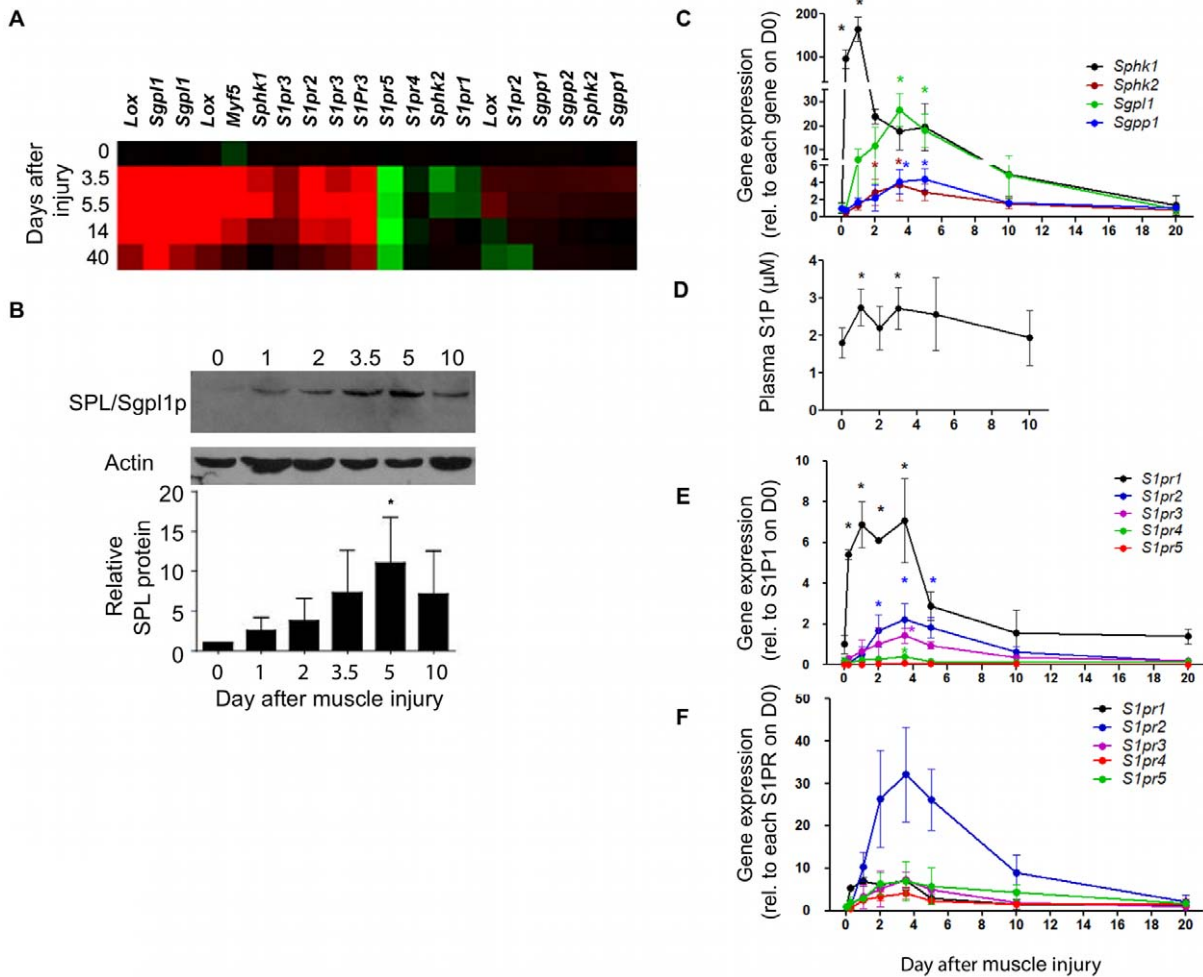 A
Lox Sgpl1 Sgpl1 Lox Myf5 Sphk1 S1pr3 S1pr2 S1pr3 S1Pr3 S1pr5 S1pr4 Sphk2 S1pr1 Lox S1pr2 Sgpp1 Sgpp2 Sphk2 Sgpp1
Days after
injury
0
3.5
5.5
14
40
B
0 1 2 3.5 5 10
SPL/Sgpl1p
Actin
Relative
SPL protein
20
15
10
5
0
*
0 1 2 3.5 5 10
Day after muscle injury
C
Gene expression
(rel. to each gene on D0)
200
100
30
20
10
6
4
2
0
* *
* *
* * * *
Sphk1
Sphk2
Sgpl1
Sgpp1
0 2 4 6 8 10 12 14 16 18 20
D
Plasma S1P (µM)
4
3
2
1
0
* *
0 2 4 6 8 10
E
Gene expression
(rel. to S1P1 on D0)
10
8
6
4
2
0
* * * *
* * *
*
*
S1pr1
S1pr2
S1pr3
S1pr4
S1pr5
0 2 4 6 8 10 12 14 16 18 20
F
Gene expression
(rel. to each S1PR on D0)
50
40
30
20
10
0
S1pr1
S1pr2
S1pr3
S1pr4
S1pr5
0 2 4 6 8 10 12 14 16 18 20
Day after muscle injury